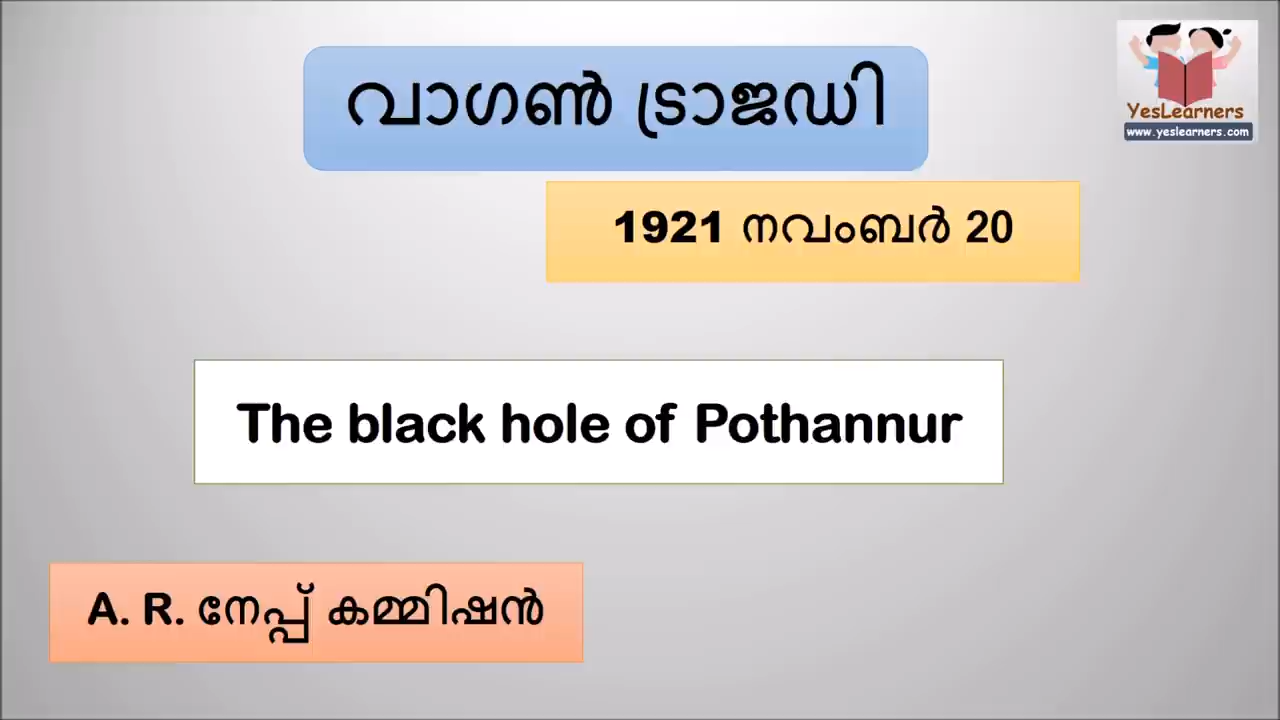 വാഗൺ ട്രാജഡി
YesLearners
www.yeslearners.com
1921 നവംബർ 20
The black hole of Pothannur
A. R. നേപ്പ് കമ്മിഷൻ